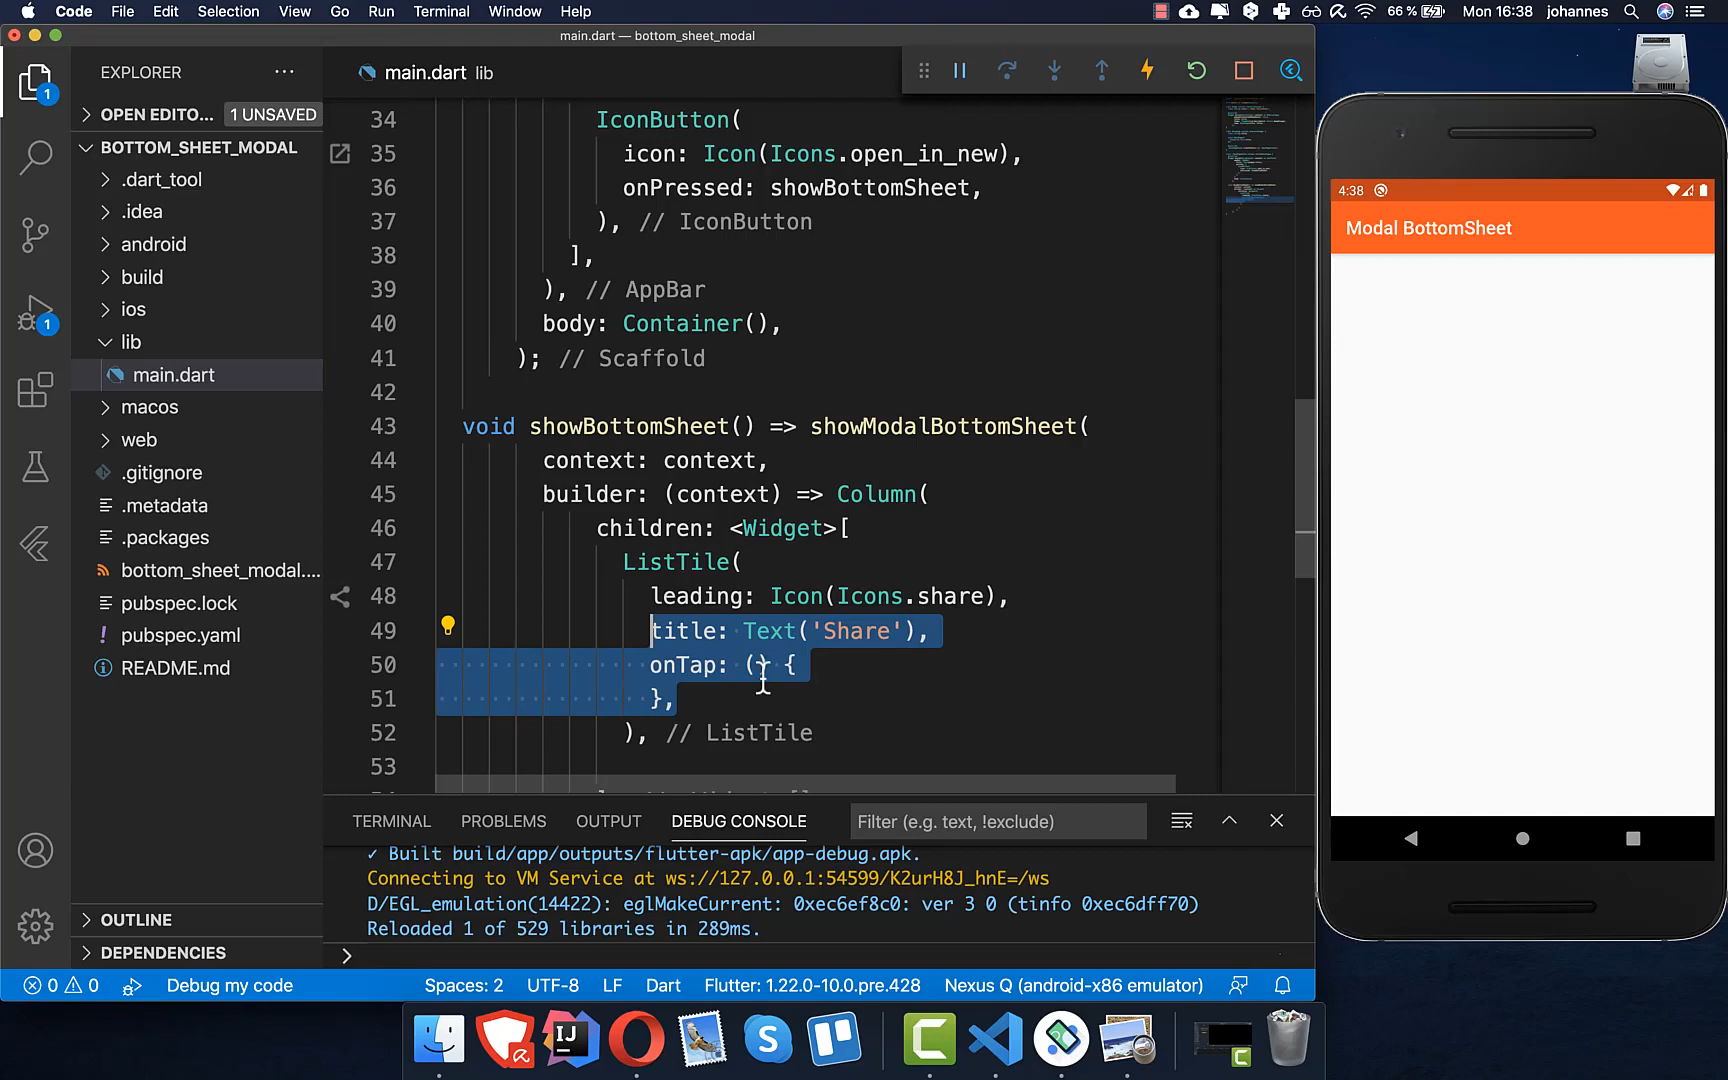 Code File Edit Selection View Go Run Terminal Window Help 66 % Mon 16:38 johannes
main.dart — bottom_sheet_modal
EXPLORER
main.dart lib
OPEN EDITO... 1 UNSAVED
BOTTOM_SHEET_MODAL
.dart_tool
.idea
android
build
ios
lib
main.dart
macos
web
.gitignore
.metadata
.packages
bottom_sheet_modal....
pubspec.lock
pubspec.yaml
README.md
OUTLINE
DEPENDENCIES
1
1
34 IconButton(
35 icon: Icon(Icons.open_in_new),
36 onPressed: showBottomSheet,
37 ), // IconButton
38 ],
39 ), // AppBar
40 body: Container(),
41 ); // Scaffold
42
43 void showBottomSheet() => showModalBottomSheet(
44 context: context,
45 builder: (context) => Column(
46 children: <Widget>[
47 ListTile(
48 leading: Icon(Icons.share),
49 title: Text('Share'),
50 onTap: () {
51 },
52 ), // ListTile
53
TERMINAL PROBLEMS OUTPUT DEBUG CONSOLE Filter (e.g. text, !exclude)
✓ Built build/app/outputs/flutter-apk/app-debug.apk.
Connecting to VM Service at ws://127.0.0.1:54599/K2urH8J_hnE=/ws
D/EGL_emulation(14422): eglMakeCurrent: 0xec6ef8c0: ver 3 0 (tinfo 0xec6dff70)
Reloaded 1 of 529 libraries in 289ms.
0 0 Debug my code Spaces: 2 UTF-8 LF Dart Flutter: 1.22.0-10.0.pre.428 Nexus Q (android-x86 emulator)
4:38
Modal BottomSheet